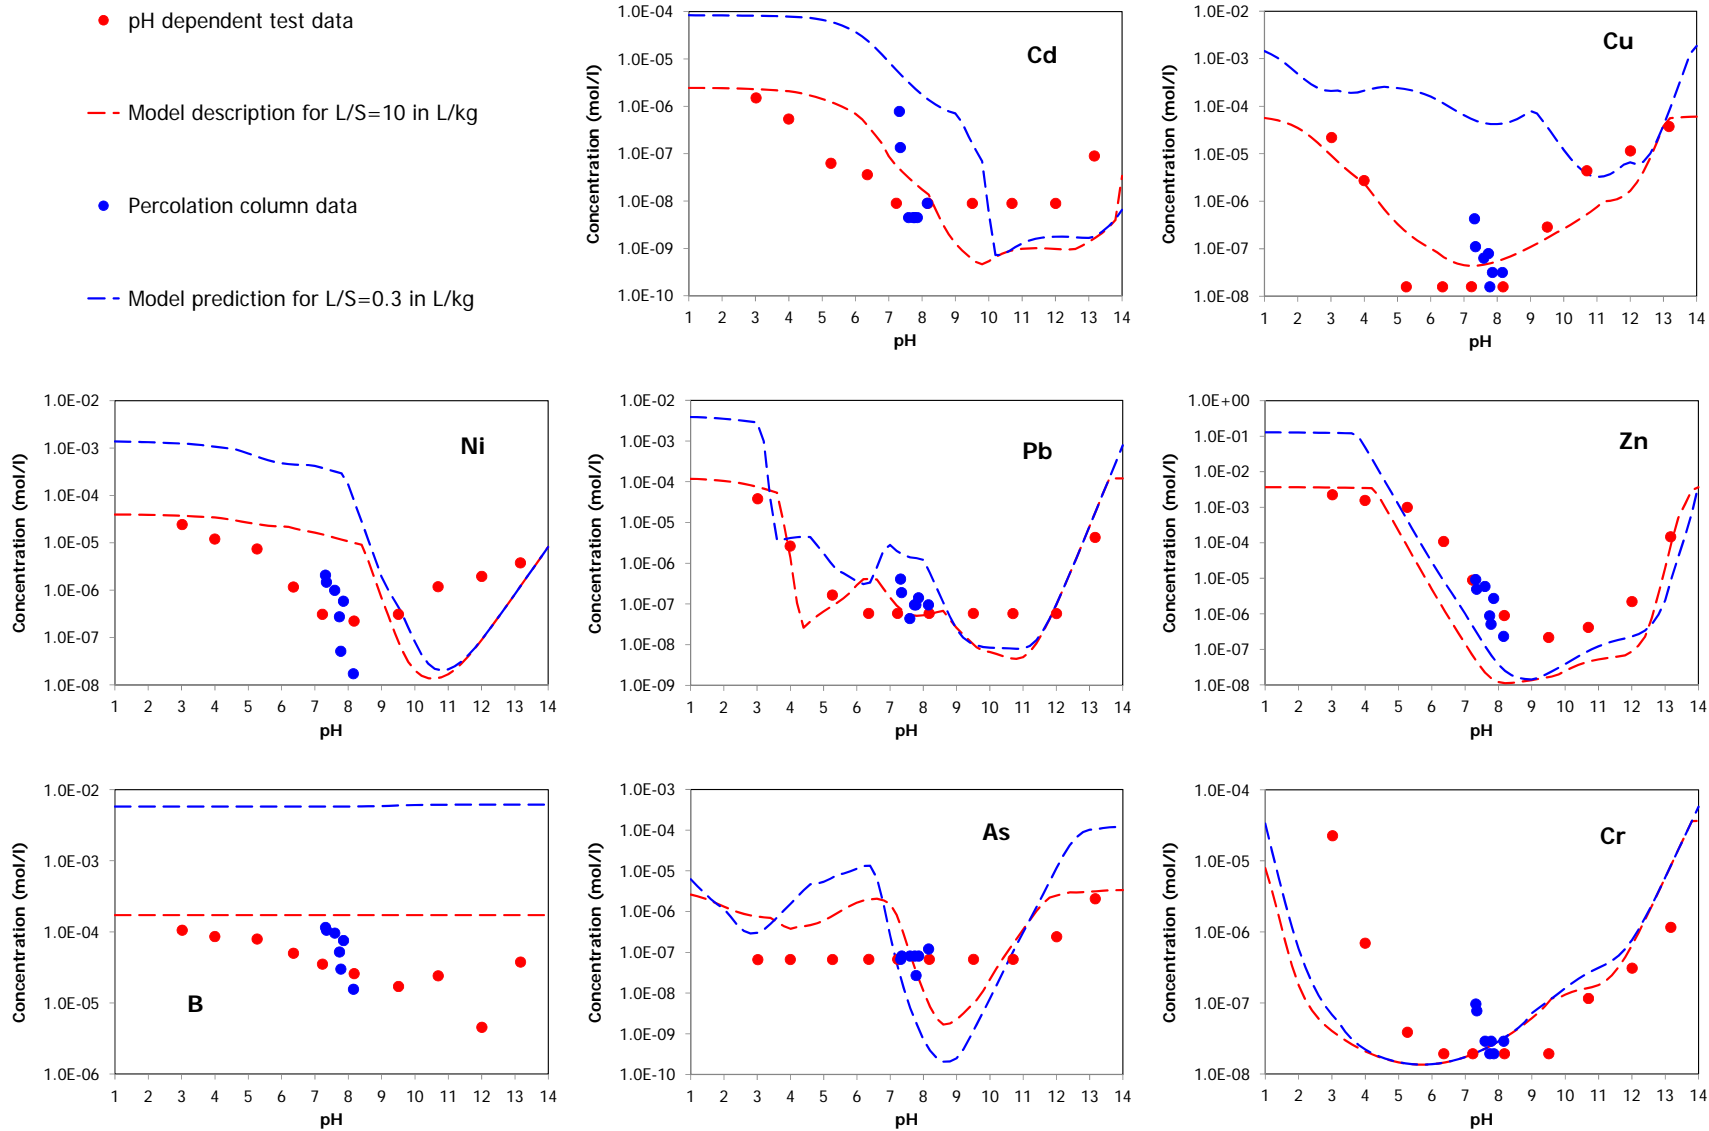 pH dependent test data
Model description for L/S=10 in L/kg
Percolation column data
Model prediction for L/S=0.3 in L/kg
Concentration (mol/l)
1.0E-04
1.0E-05
1.0E-06
1.0E-07
1.0E-08
1.0E-09
1.0E-10
Cd
1 2 3 4 5 6 7 8 9 10 11 12 13 14
pH
Concentration (mol/l)
1.0E-02
1.0E-03
1.0E-04
1.0E-05
1.0E-06
1.0E-07
1.0E-08
Cu
1 2 3 4 5 6 7 8 9 10 11 12 13 14
pH
Concentration (mol/l)
1.0E-02
1.0E-03
1.0E-04
1.0E-05
1.0E-06
1.0E-07
1.0E-08
Ni
1 2 3 4 5 6 7 8 9 10 11 12 13 14
pH
Concentration (mol/l)
1.0E-02
1.0E-03
1.0E-04
1.0E-05
1.0E-06
1.0E-07
1.0E-08
1.0E-09
Pb
1 2 3 4 5 6 7 8 9 10 11 12 13 14
pH
Concentration (mol/l)
1.0E+00
1.0E-01
1.0E-02
1.0E-03
1.0E-04
1.0E-05
1.0E-06
1.0E-07
1.0E-08
Zn
1 2 3 4 5 6 7 8 9 10 11 12 13 14
pH
Concentration (mol/l)
1.0E-02
1.0E-03
1.0E-04
1.0E-05
1.0E-06
B
1 2 3 4 5 6 7 8 9 10 11 12 13 14
pH
Concentration (mol/l)
1.0E-03
1.0E-04
1.0E-05
1.0E-06
1.0E-07
1.0E-08
1.0E-09
1.0E-10
As
1 2 3 4 5 6 7 8 9 10 11 12 13 14
pH
Concentration (mol/l)
1.0E-04
1.0E-05
1.0E-06
1.0E-07
1.0E-08
Cr
1 2 3 4 5 6 7 8 9 10 11 12 13 14
pH